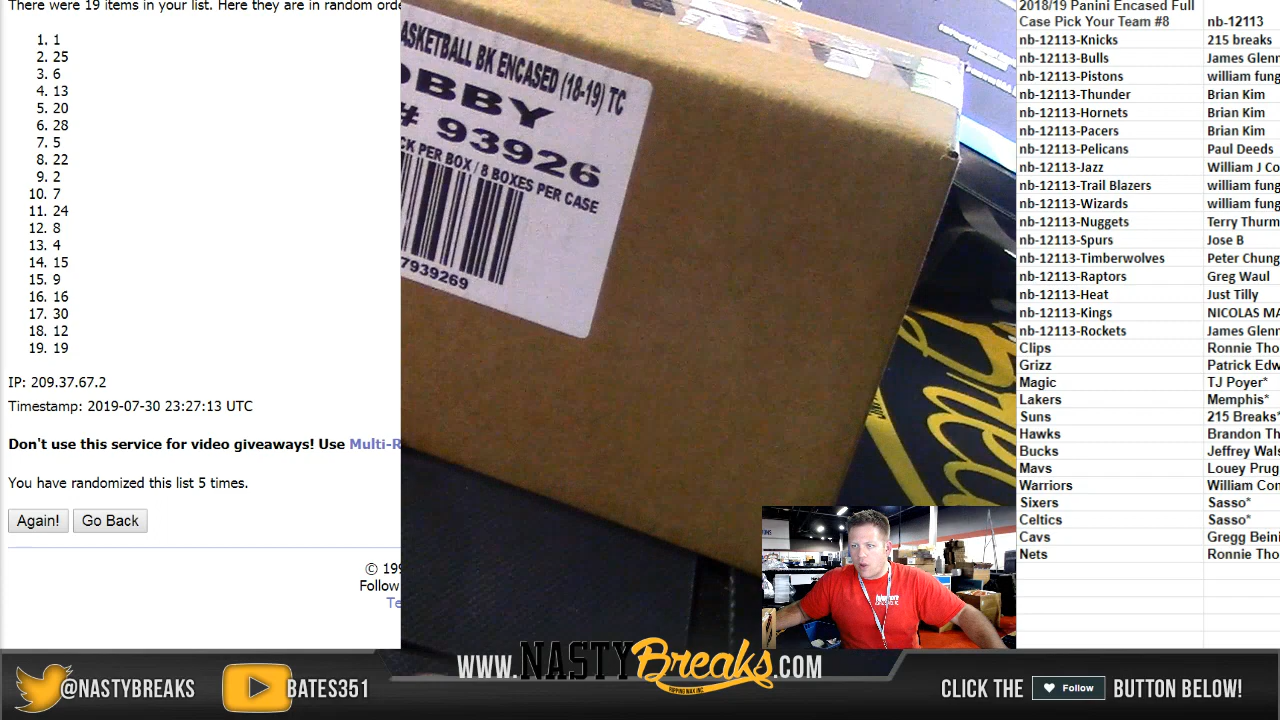 There were 19 items in your list. Here they are in random orde
1. 1
2. 25
3. 6
4. 13
5. 20
6. 28
7. 5
8. 22
9. 2
10. 7
11. 24
12. 8
13. 4
14. 15
15. 9
16. 16
17. 30
18. 12
19. 19
IP: 209.37.67.2
Timestamp: 2019-07-30 23:27:13 UTC
Don't use this service for video giveaways! Use Multi-R
You have randomized this list 5 times.
Again! Go Back
© 199
Follow
Te
ASKETBALL BK ENCASED (18-19) TC
OBBY
# 93926
CK PER BOX / 8 BOXES PER CASE
7939269
2018/19 Panini Encased Full
Case Pick Your Team #8 nb-12113
nb-12113-Knicks 215 breaks
nb-12113-Bulls James Glenn
nb-12113-Pistons william fung
nb-12113-Thunder Brian Kim
nb-12113-Hornets Brian Kim
nb-12113-Pacers Brian Kim
nb-12113-Pelicans Paul Deeds
nb-12113-Jazz William J Co
nb-12113-Trail Blazers william fung
nb-12113-Wizards william fung
nb-12113-Nuggets Terry Thurm
nb-12113-Spurs Jose B
nb-12113-Timberwolves Peter Chung
nb-12113-Raptors Greg Waul
nb-12113-Heat Just Tilly
nb-12113-Kings NICOLAS MA
nb-12113-Rockets James Glenn
Clips Ronnie Tho
Grizz Patrick Edw
Magic TJ Poyer*
Lakers Memphis*
Suns 215 Breaks*
Hawks Brandon Th
Bucks Jeffrey Wals
Mavs Louey Prug
Warriors William Con
Sixers Sasso*
Celtics Sasso*
Cavs Gregg Beini
Nets Ronnie Tho
@NASTYBREAKS
BATES351
WWW.NASTYBreaks.COM
RIPPING WAX INC.
CLICK THE Follow BUTTON BELOW!